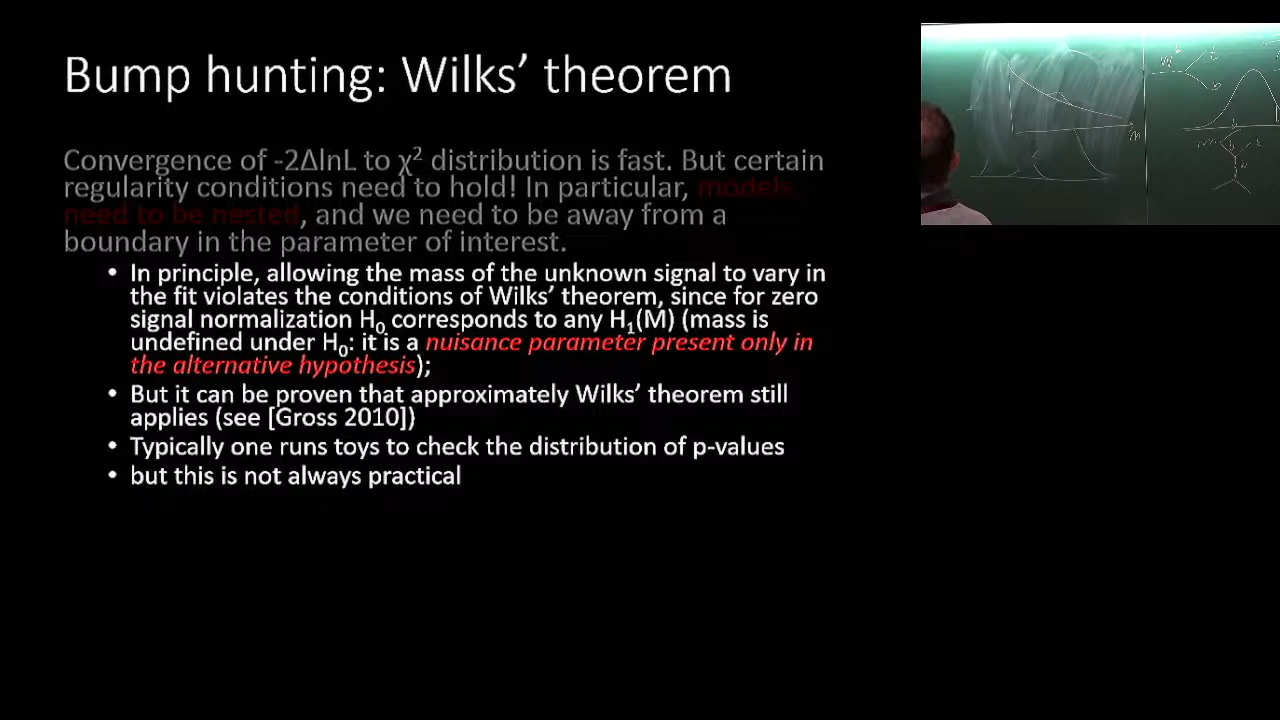 Bump hunting: Wilks’ theorem
Convergence of -2ΔlnL to χ² distribution is fast. But certain
regularity conditions need to hold! In particular, models
need to be nested, and we need to be away from a
boundary in the parameter of interest.
• In principle, allowing the mass of the unknown signal to vary in
the fit violates the conditions of Wilks’ theorem, since for zero
signal normalization H₀ corresponds to any H₁(M) (mass is
undefined under H₀: it is a nuisance parameter present only in
the alternative hypothesis);
• But it can be proven that approximately Wilks’ theorem still
applies (see [Gross 2010])
• Typically one runs toys to check the distribution of p-values
• but this is not always practical